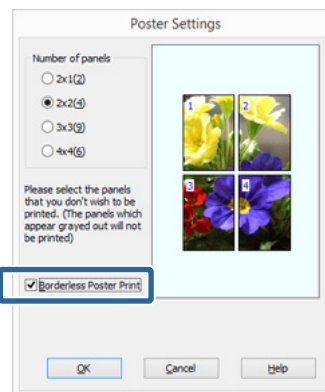 Poster Settings
Number of panels
2x1(2)
2x2(4)
3x3(9)
4x4(6)
1
2
3
4
Please select the panels
that you don't wish to be
printed. (The panels which
appear grayed out will not
be printed)
Borderless Poster Print
OK
Cancel
Help